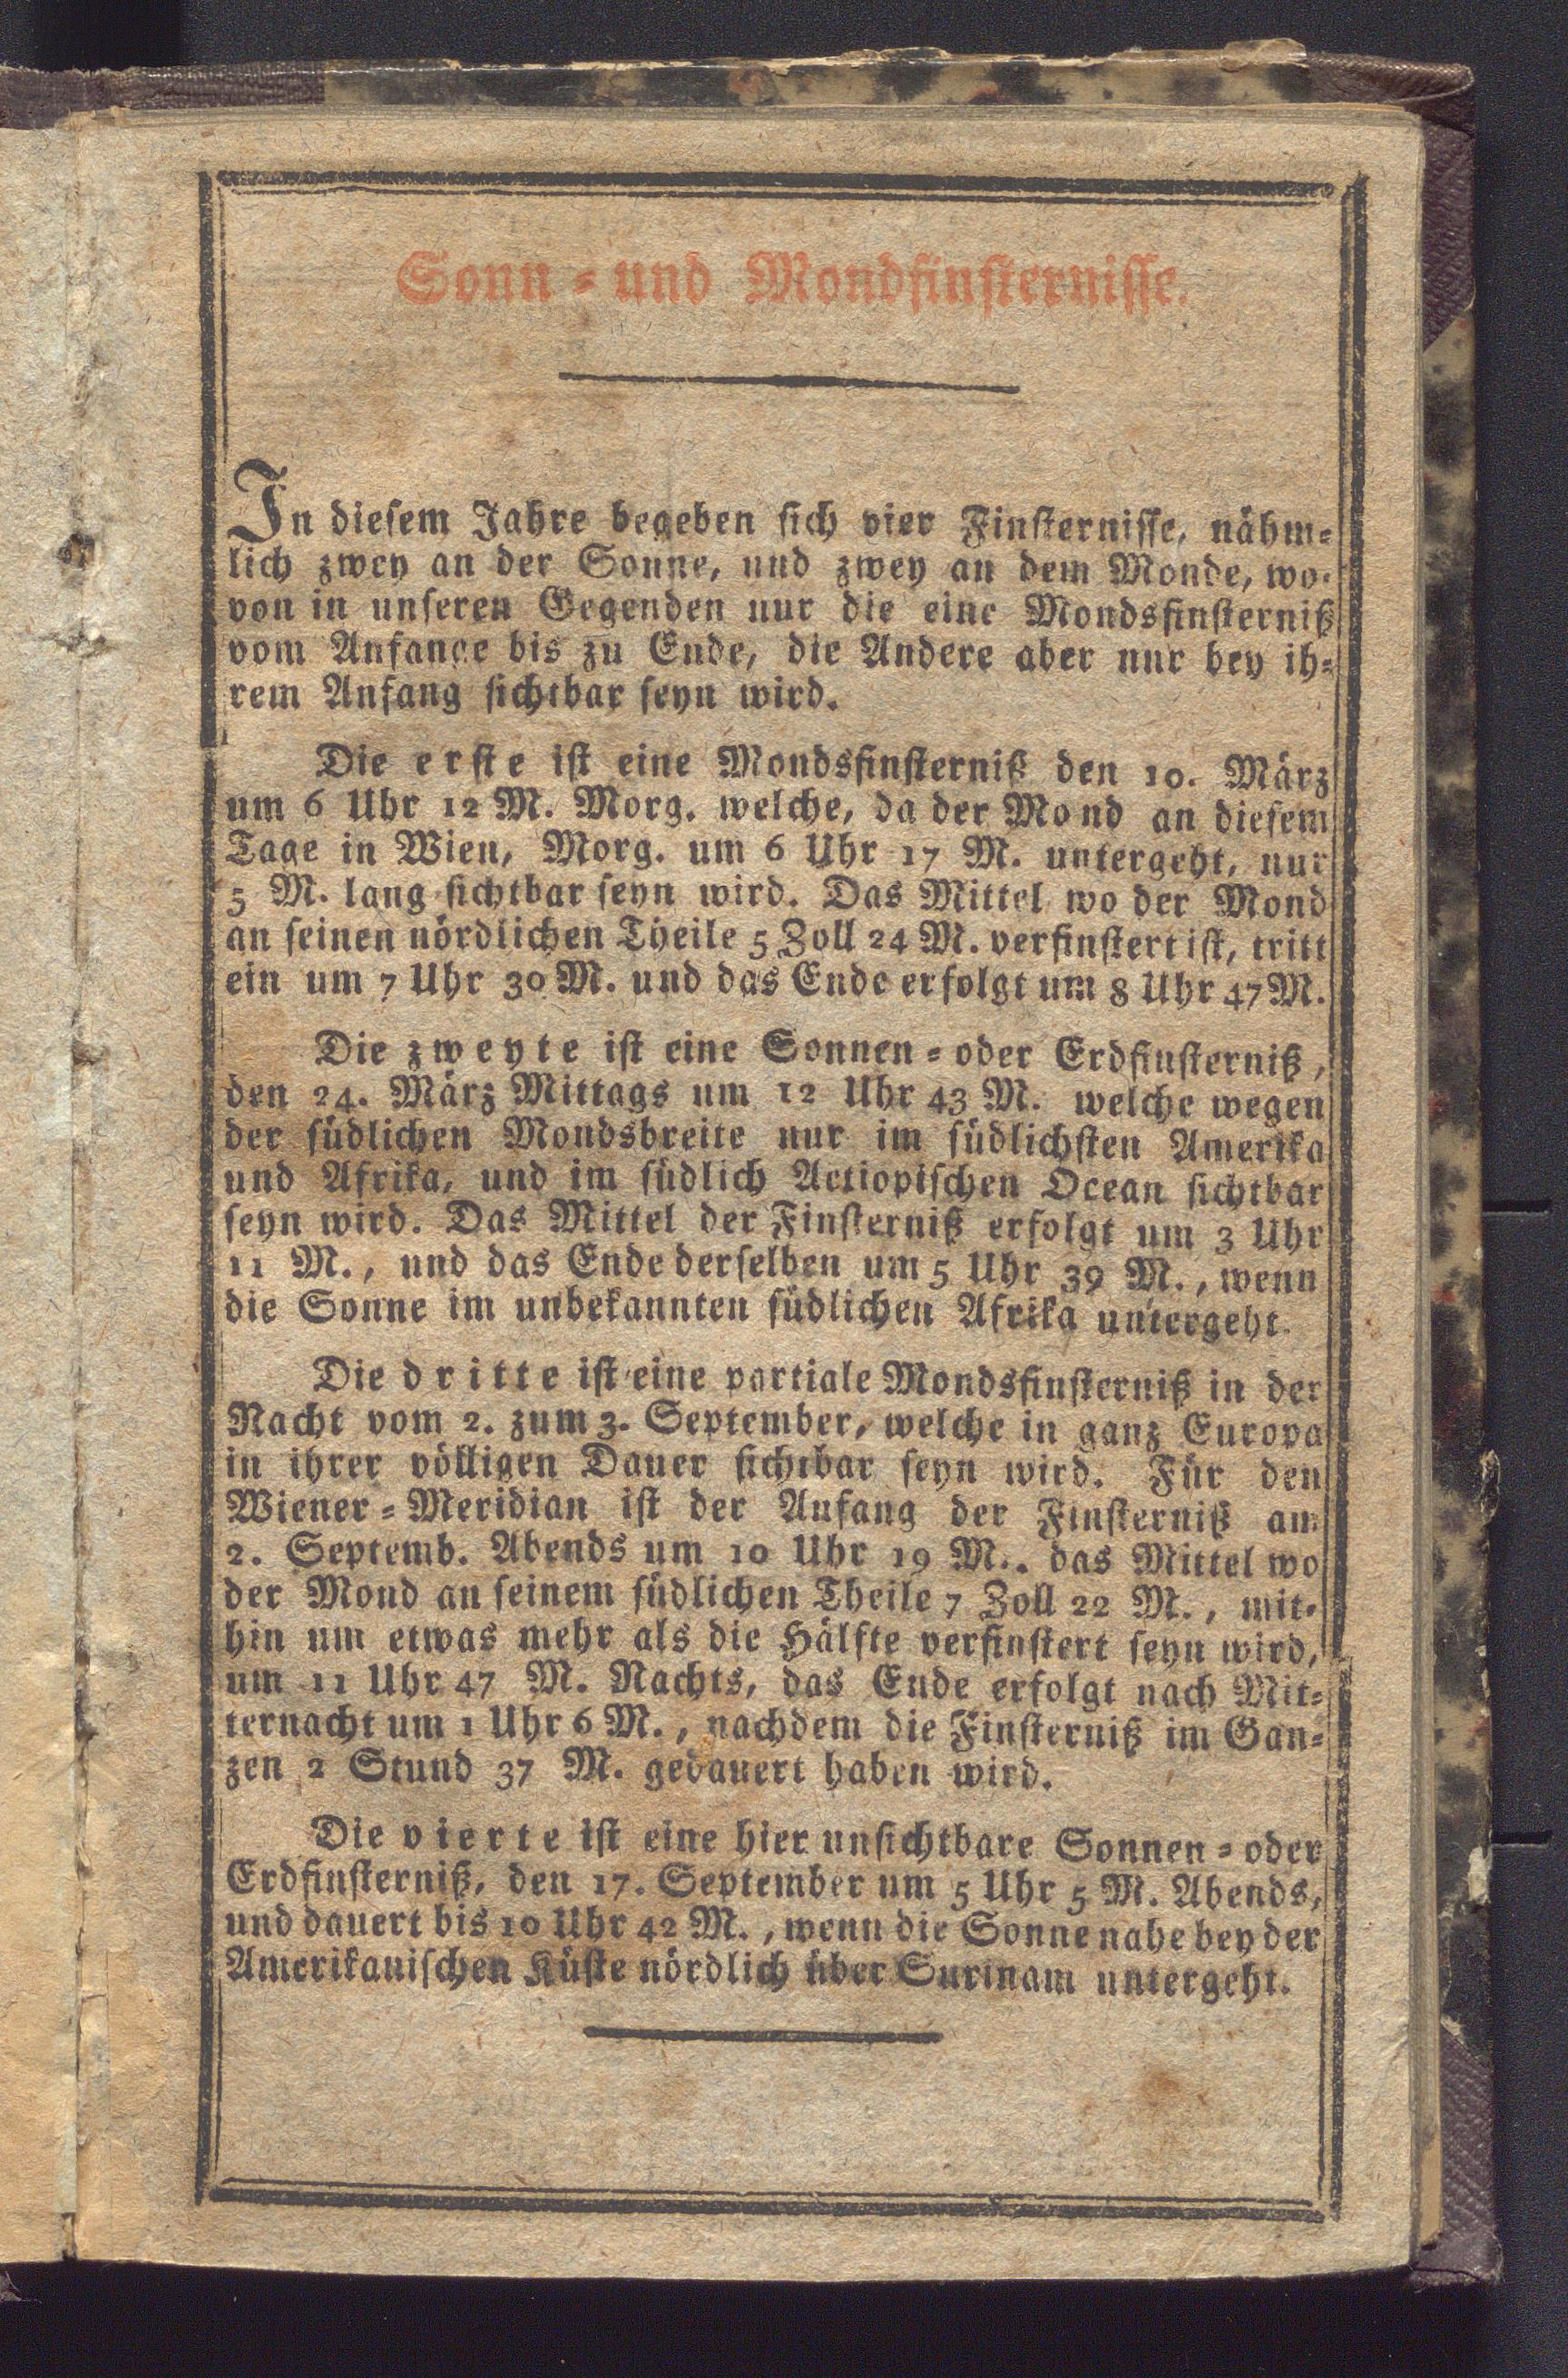 Sonn - und Mondfinsternisse.
In diesem Jahre begeben sich vier Finsternisse, nähm-
lich zwey an der Sonne, und zwey an dem Monde, wo-
von in unseren Gegenden nur die eine Mondsfinsterniß
vom Anfange bis zu Ende, die Andere aber nur bey ih-
rem Anfang sichtbar seyn wird.
Die erste ist eine Mondsfinsterniß den 10. März
um 6 Uhr 12 M. Morg. welche, da der Mond an diesem
Tage in Wien, Morg. um 6 Uhr 17 M. untergeht, nur
5 M. lang sichtbar seyn wird. Das Mittel wo der Mond
an seinen nördlichen Theile 5 Zoll 24 M. verfinstert ist, tritt
ein um 7 Uhr 30 M. und das Ende erfolgt um 8 Uhr 47 M.
Die zweyte ist eine Sonnen- oder Erdfinsterniß,
den 24. März Mittags um 12 Uhr 43 M. welche wegen
der südlichen Mondsbreite nur im südlichsten Amerika
und Afrika, und im südlich Aetiopischen Ocean sichtbar
seyn wird. Das Mittel der Finsterniß erfolgt um 3 Uhr
11 M., und das Ende derselben um 5 Uhr 39 M., wenn
die Sonne im unbekannten südlichen Afrika untergeht.
Die dritte ist eine partiale Mondsfinsterniß in der
Nacht vom 2. zum 3. September, welche in ganz Europa
in ihrer völligen Dauer sichtbar seyn wird. Für den
Wiener-Meridian ist der Anfang der Finsterniß am
2. Septemb. Abends um 10 Uhr 19 M., das Mittel wo
der Mond an seinem südlichen Theile 7 Zoll 22 M., mit-
hin um etwas mehr als die Hälfte verfinstert seyn wird,
um 11 Uhr 47 M. Nachts, das Ende erfolgt nach Mit-
ternacht um 1 Uhr 6 M., nachdem die Finsterniß im Gan-
zen 2 Stund 37 M. gedauert haben wird.
Die vierte ist eine hier unsichtbare Sonnen- oder
Erdfinsterniß, den 17. September um 5 Uhr 5 M. Abends,
und dauert bis 10 Uhr 42 M., wenn die Sonne nahe bey der
Amerikanischen Küste nördlich über Surinam untergeht.